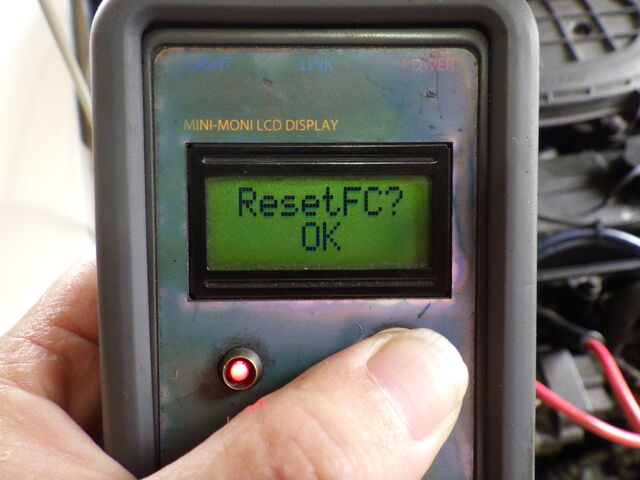 LIGHT LINK POWER
MINI-MONI LCD DISPLAY
ResetFC?
OK